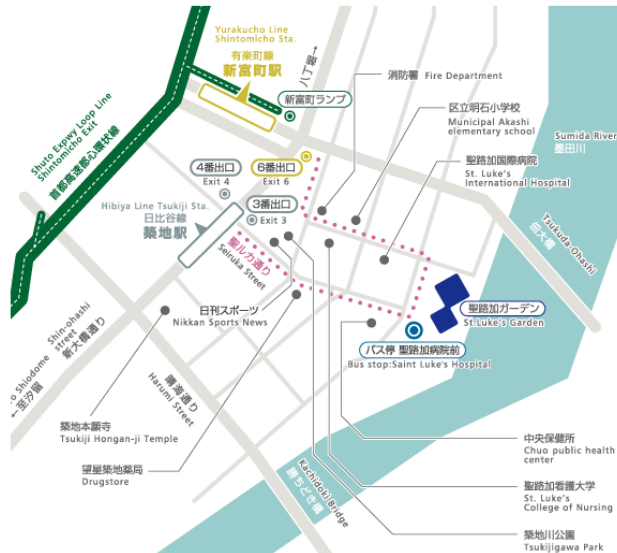 Yurakucho Line
Shintomicho Sta.
有楽町線
新富町駅
八丁堀→
新富町ランプ
消防署 Fire Department
区立明石小学校
Municipal Akashi
elementary school
Sumida River
墨田川
Shuto Expwy Loop Line
Shintomicho Exit
首都高速都心環状線
4番出口
Exit 4
6番出口
Exit 6
3番出口
Exit 3
聖路加国際病院
St. Luke's
International Hospital
Hibiya Line Tsukiji Sta.
日比谷線
築地駅
聖ルカ通り
Seiruka Street
Tsukuda-Ohashi
佃大橋
日刊スポーツ
Nikkan Sports News
聖路加ガーデン
St.Luke's Garden
バス停 聖路加病院前
Bus stop:Saint Luke's Hospital
Shin-ohashi
street
新大橋通り
o Shiodome
←至汐留
晴海通り
Harumi Street
築地本願寺
Tsukiji Hongan-ji Temple
望星築地薬局
Drugstore
Kachidoki Bridge
勝ちどき橋
中央保健所
Chuo public health
center
聖路加看護大学
St. Luke's
College of Nursing
築地川公園
Tsukijigawa Park